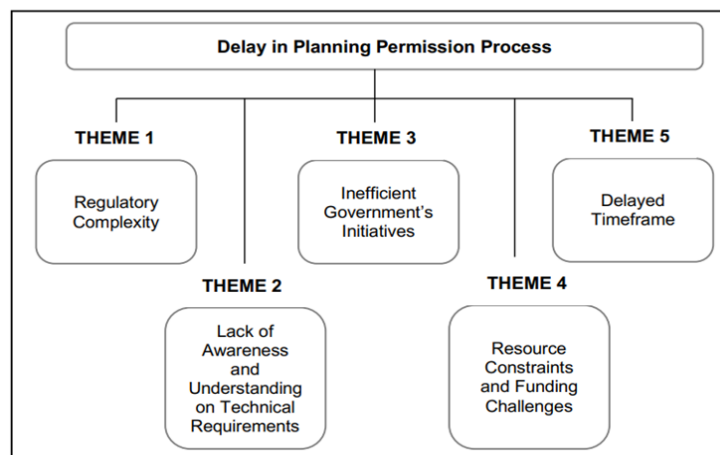 Delay in Planning Permission Process
THEME 1
Regulatory
Complexity
THEME 2
Lack of
Awareness
and
Understanding
on Technical
Requirements
THEME 3
Inefficient
Government’s
Initiatives
THEME 4
Resource
Constraints
and Funding
Challenges
THEME 5
Delayed
Timeframe